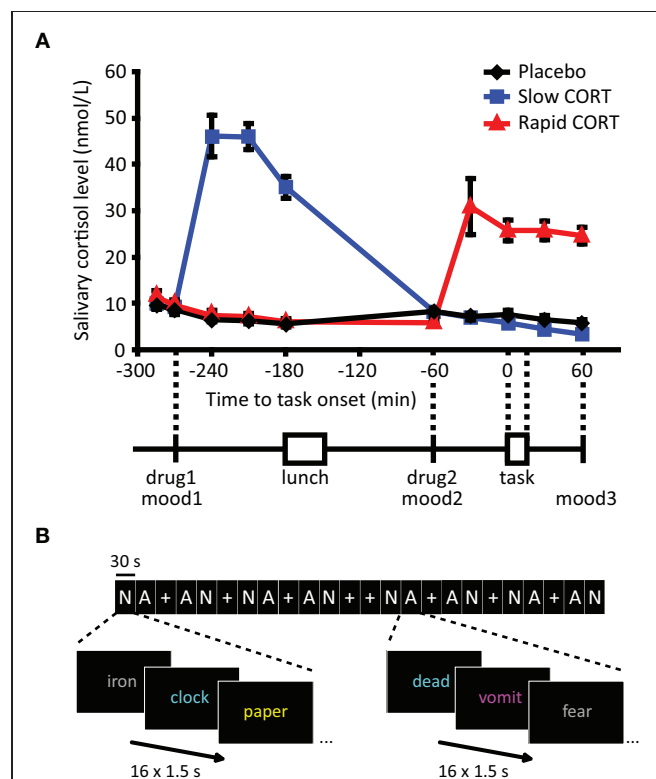 A
Placebo
Slow CORT
Rapid CORT
Salivary cortisol level (nmol/L)
60
50
40
30
20
10
0
-300 -240 -180 -120 -60 0 60
Time to task onset (min)
drug1 lunch drug2 task
mood1 mood2 mood3
B
30 s
N A + A N + N A + A N + + N A + A N + N A + A N
iron dead
clock vomit
paper ... fear ...
16 x 1.5 s 16 x 1.5 s